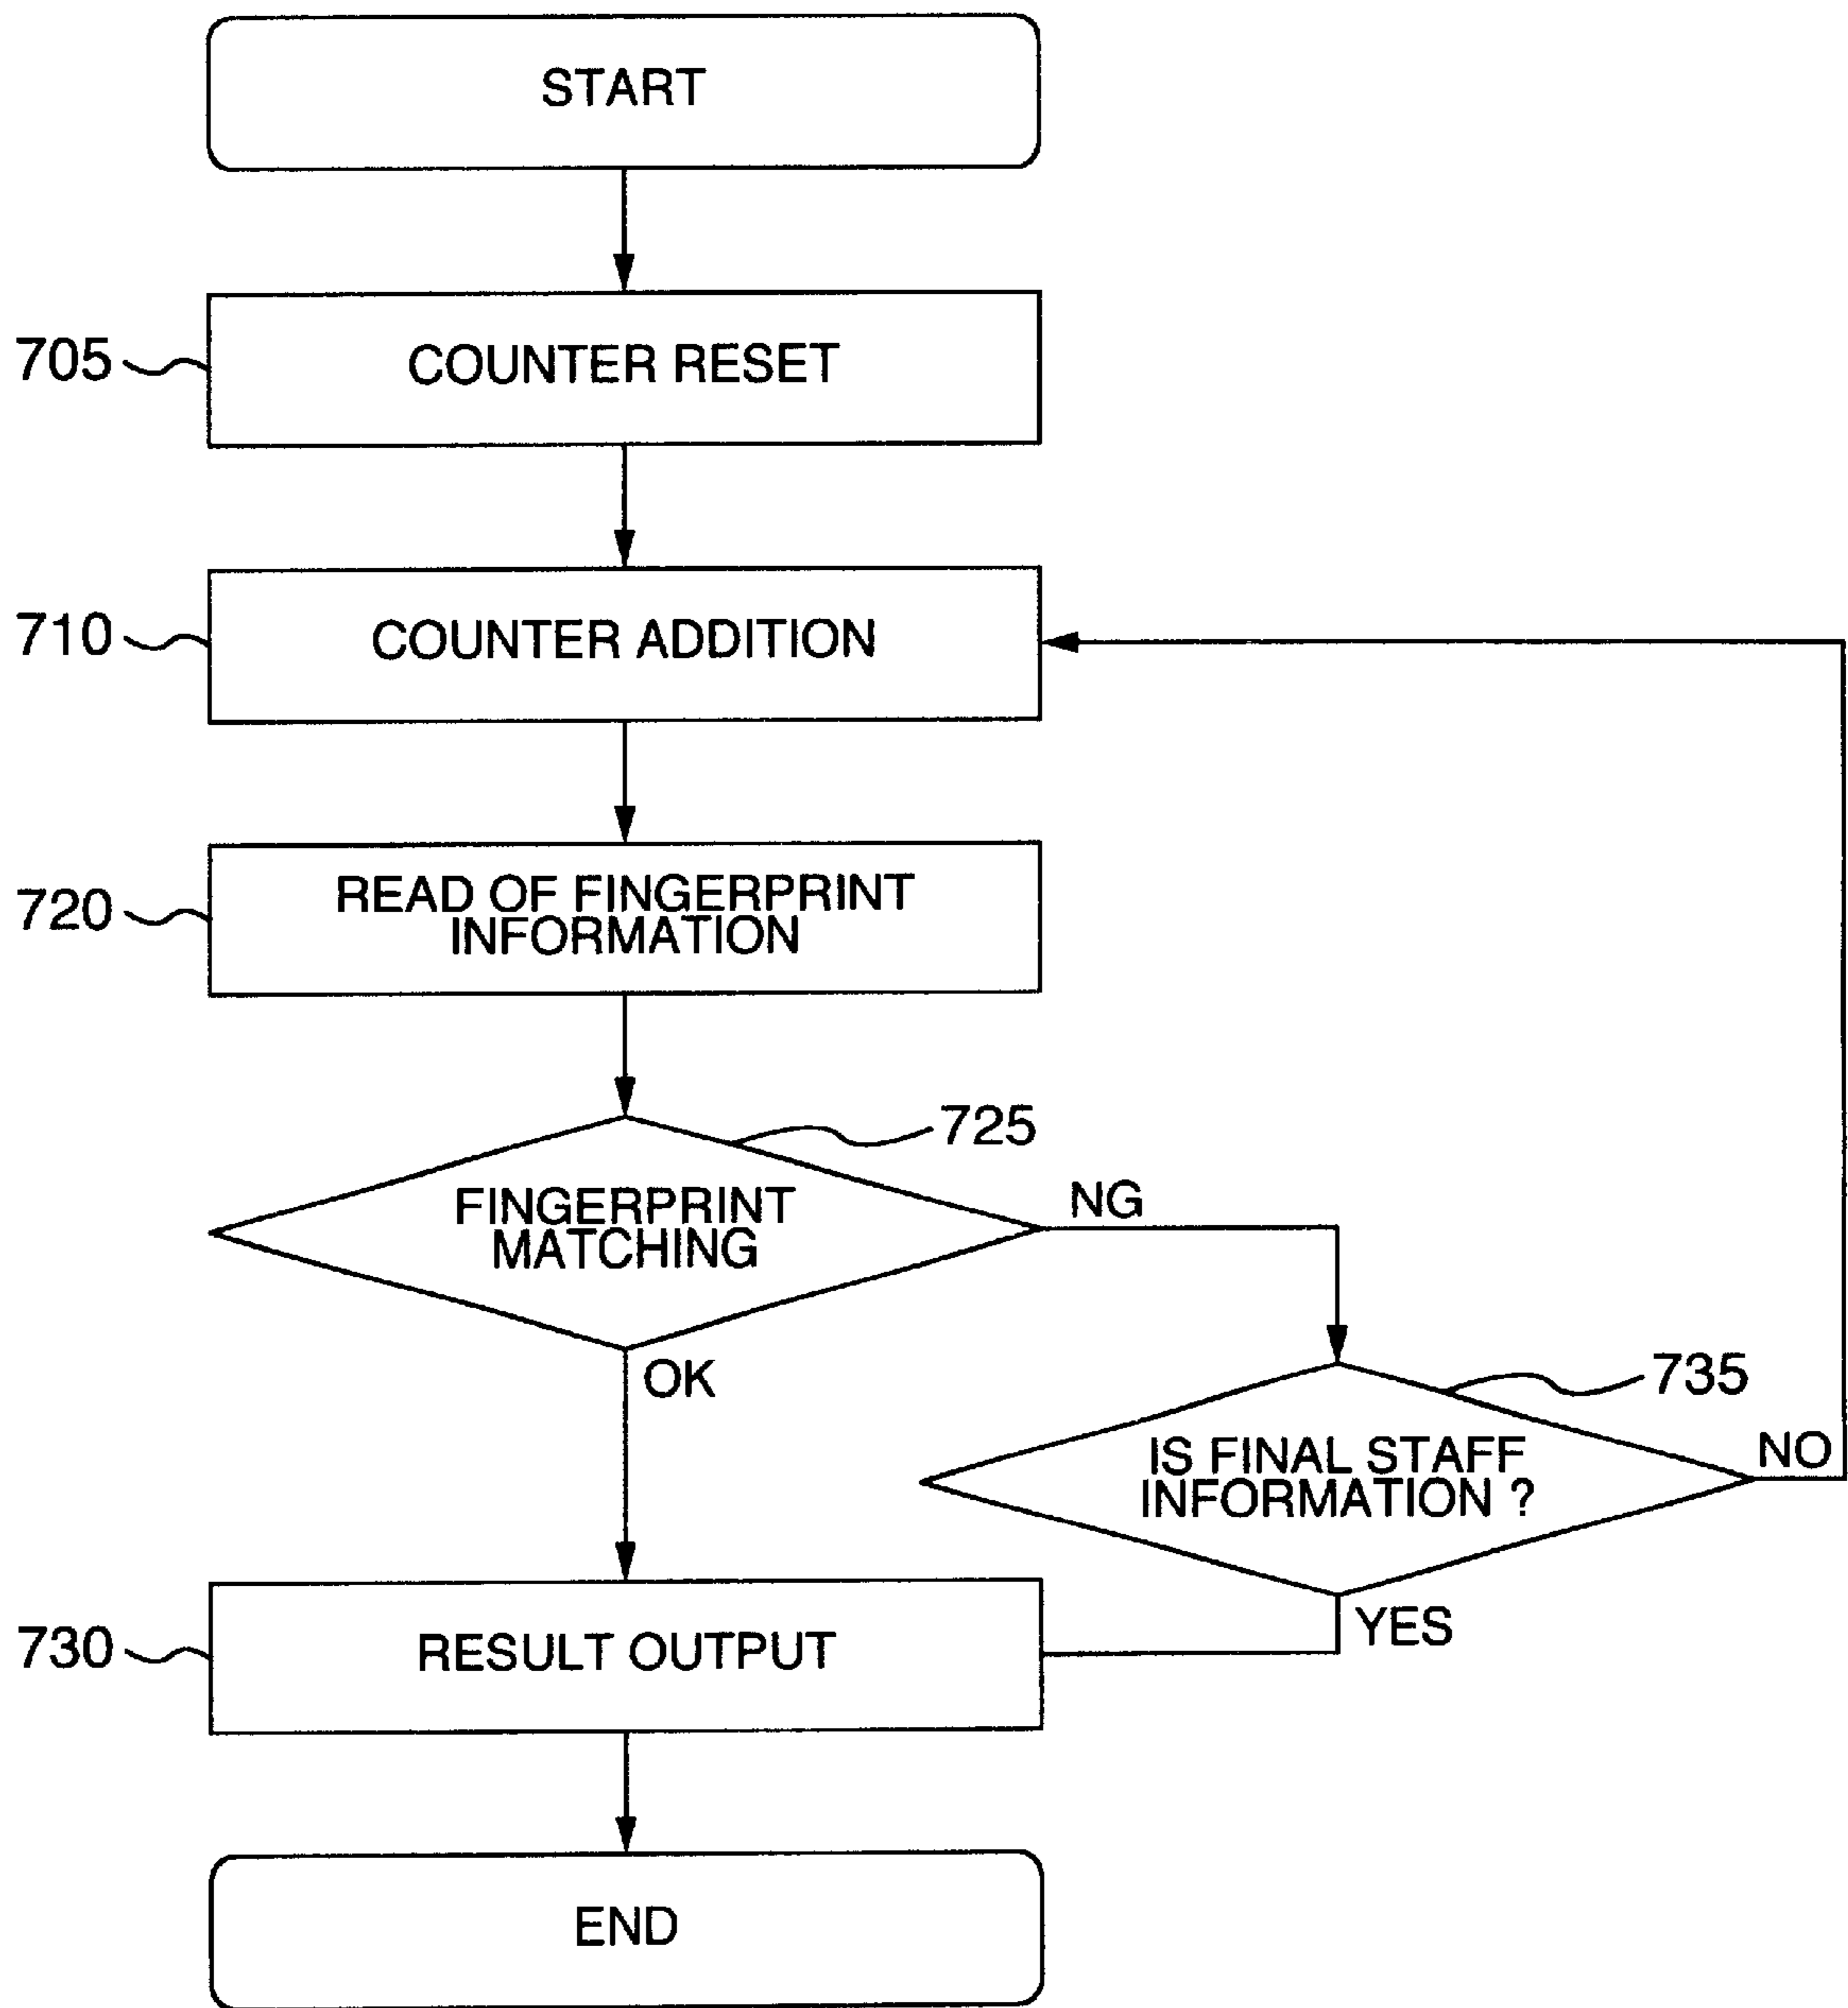 START
705
COUNTER RESET
710
COUNTER ADDITION
720
READ OF FINGERPRINT
INFORMATION
725
FINGERPRINT
MATCHING
NG
OK
735
IS FINAL STAFF
INFORMATION ?
NO
YES
730
RESULT OUTPUT
END